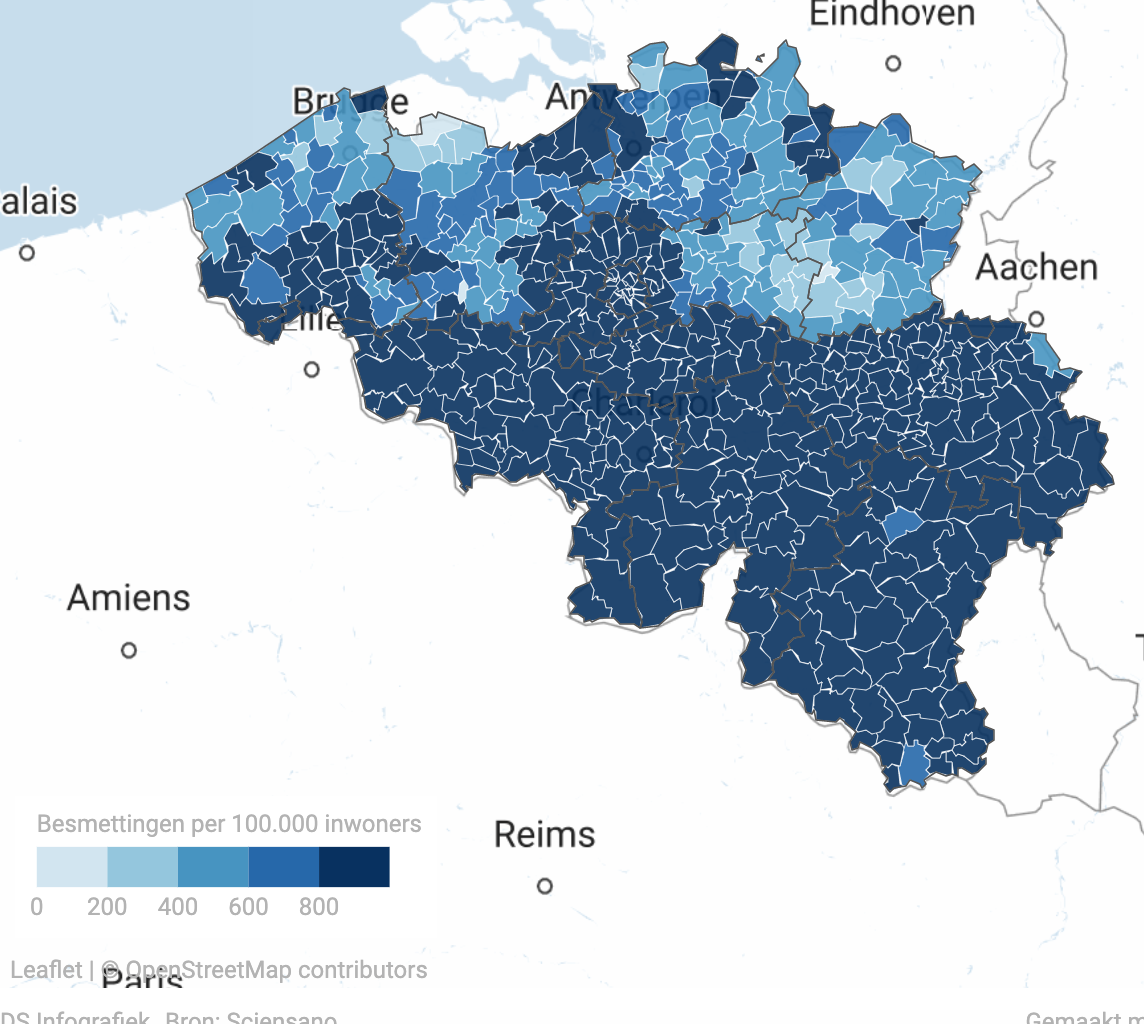 Eindhoven
Brugge
Antwerpen
alais
Aachen
Lille
Charleroi
Amiens
Besmettingen per 100.000 inwoners
Reims
0 200 400 600 800
Leaflet | © OpenStreetMap contributors
Paris
DS Infografiek, Bron: Sciensano
Gemaakt m